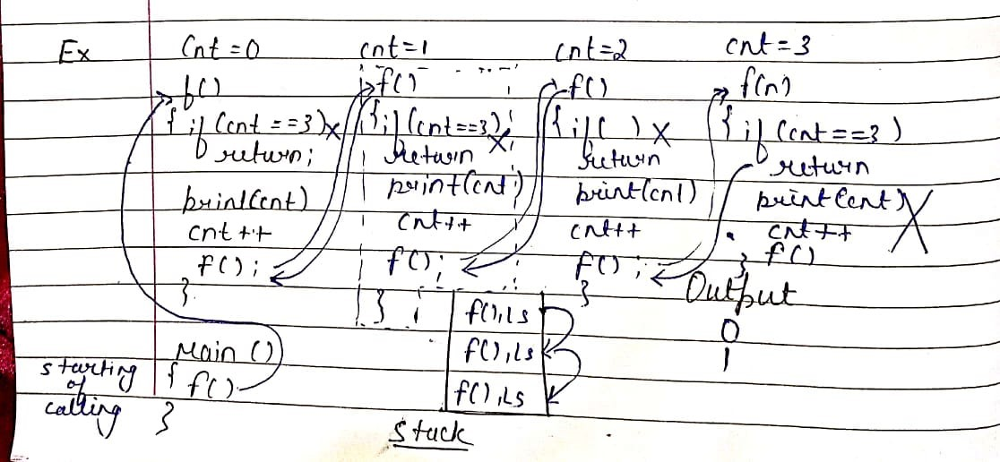 Ex Cnt=0 cnt=1 cnt=2 cnt=3
f() f() f() f(n)
{ if (cnt ==3)x { if (cnt==3) x { if( ) x { if (cnt==3)
return; return return return
print(cnt) print(cnt) print(cnt) print(cnt) X
cnt++ cnt++ cnt++ cnt++
f(); f(); f(); f()
} } } }
Output
0
1
f(),ls
f(),ls
f(),ls
Stack
Main ()
{ f()
}
starting
of
calling